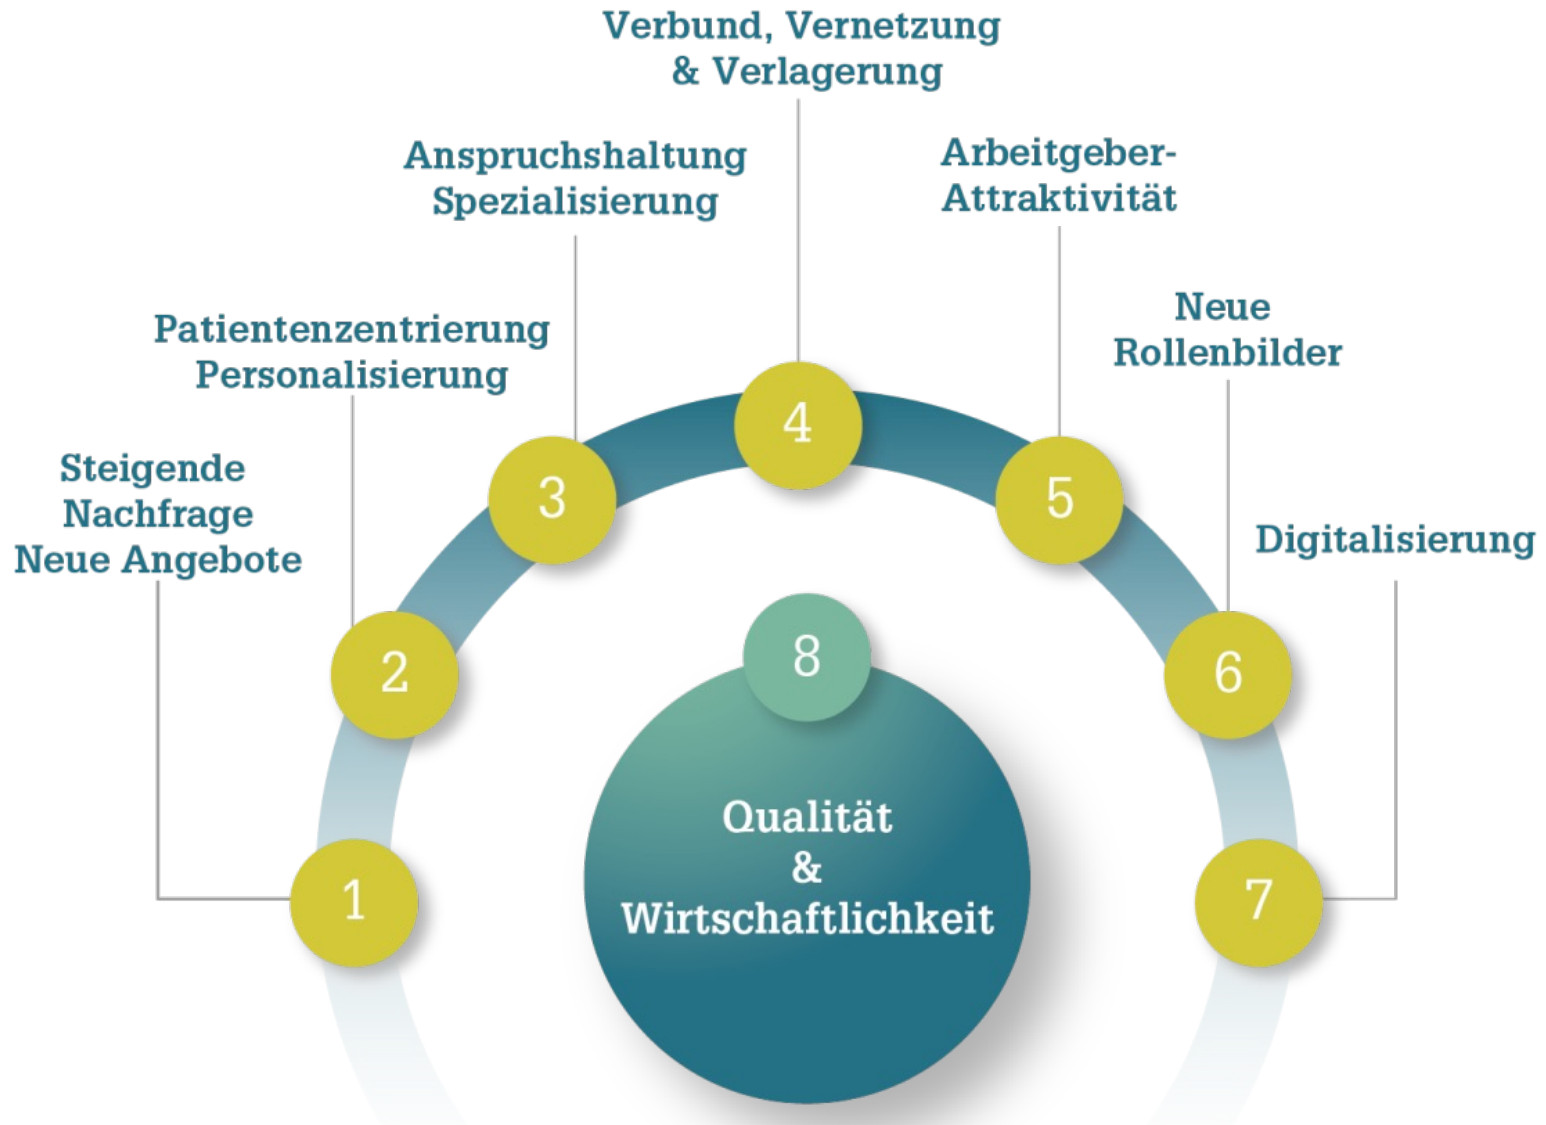 Verbund, Vernetzung
& Verlagerung
Anspruchshaltung
Spezialisierung
Arbeitgeber-
Attraktivität
Neue
Rollenbilder
Patientenzentrierung
Personalisierung
Steigende
Nachfrage
Neue Angebote
Digitalisierung
1
2
3
4
5
6
7
8
Qualität
&
Wirtschaftlichkeit